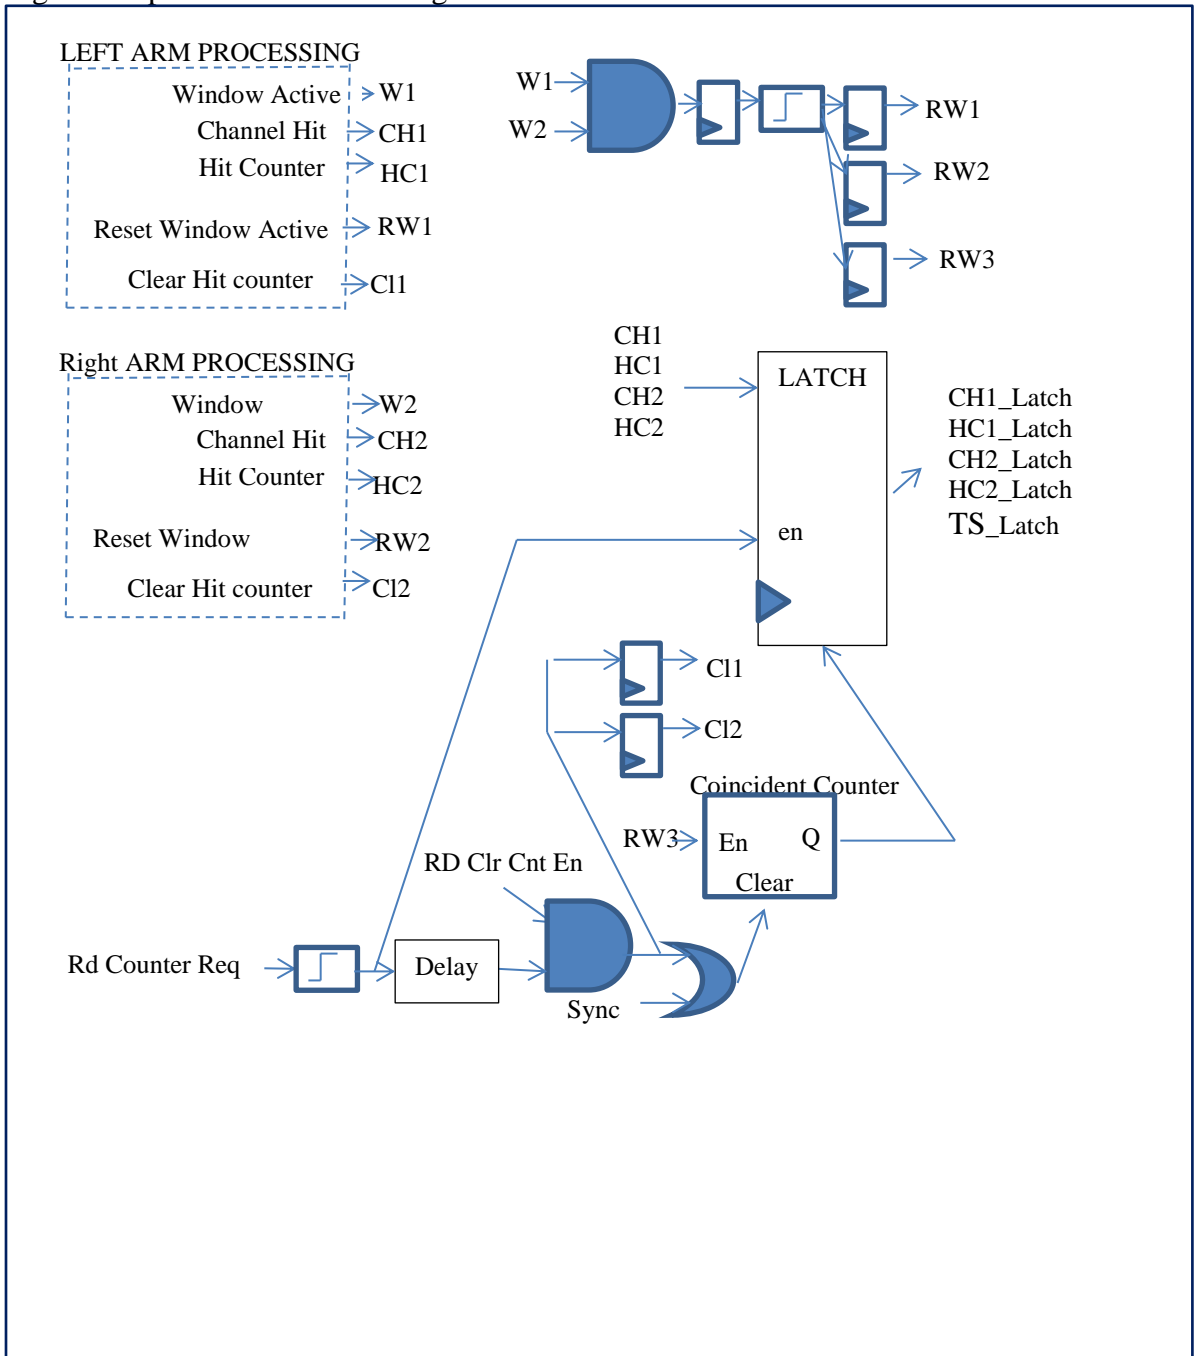 LEFT ARM PROCESSING
Window Active
W1
Channel Hit
CH1
Hit Counter
HC1
Reset Window Active
RW1
Clear Hit counter
Cl1
W1
W2
RW1
RW2
RW3
Right ARM PROCESSING
Window
W2
Channel Hit
CH2
Hit Counter
HC2
Reset Window
RW2
Clear Hit counter
Cl2
CH1
HC1
CH2
HC2
LATCH
en
CH1_Latch
HC1_Latch
CH2_Latch
HC2_Latch
TS_Latch
Cl1
Cl2
Coincident Counter
RW3
En
Q
Clear
RD Clr Cnt En
Rd Counter Req
Delay
Sync